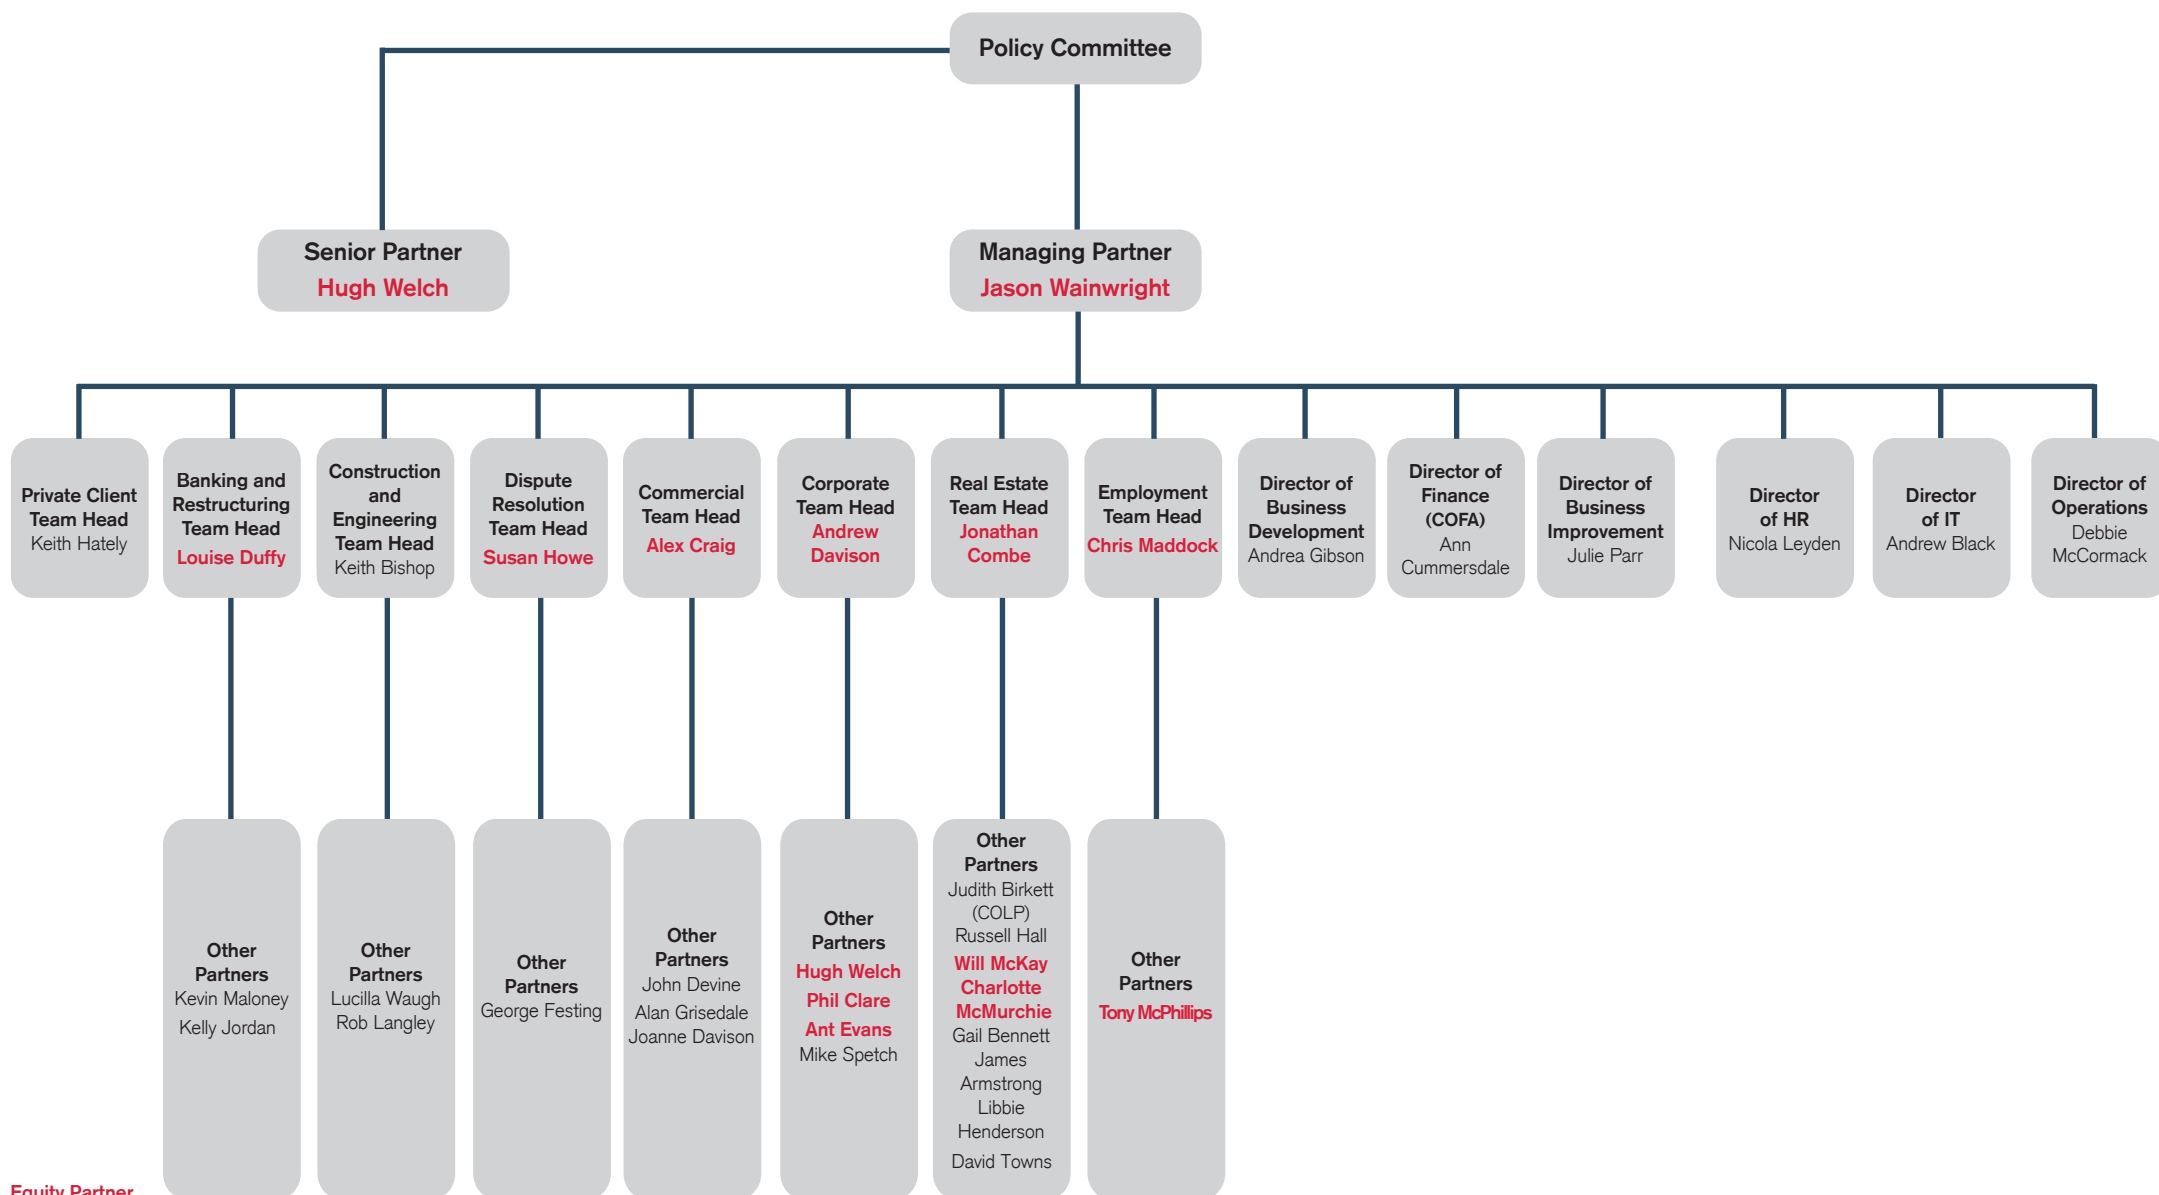 Policy Committee
Senior Partner
Hugh Welch
Managing Partner
Jason Wainwright
Private Client
Team Head
Keith Hately
Banking and
Restructuring
Team Head
Louise Duffy
Construction
and
Engineering
Team Head
Keith Bishop
Dispute
Resolution
Team Head
Susan Howe
Commercial
Team Head
Alex Craig
Corporate
Team Head
Andrew
Davison
Real Estate
Team Head
Jonathan
Combe
Employment
Team Head
Chris Maddock
Director of
Business
Development
Andrea Gibson
Director of
Finance
(COFA)
Ann
Cummersdale
Director of
Business
Improvement
Julie Parr
Director
of HR
Nicola Leyden
Director
of IT
Andrew Black
Director of
Operations
Debbie
McCormack
Other
Partners
Kevin Maloney
Kelly Jordan
Other
Partners
Lucilla Waugh
Rob Langley
Other
Partners
George Festing
Other
Partners
John Devine
Alan Grisedale
Joanne Davison
Other
Partners
Hugh Welch
Phil Clare
Ant Evans
Mike Spetch
Other
Partners
Judith Birkett
(COLP)
Russell Hall
Will McKay
Charlotte
McMurchie
Gail Bennett
James
Armstrong
Libbie
Henderson
David Towns
Other
Partners
Tony McPhillips
Equity Partner